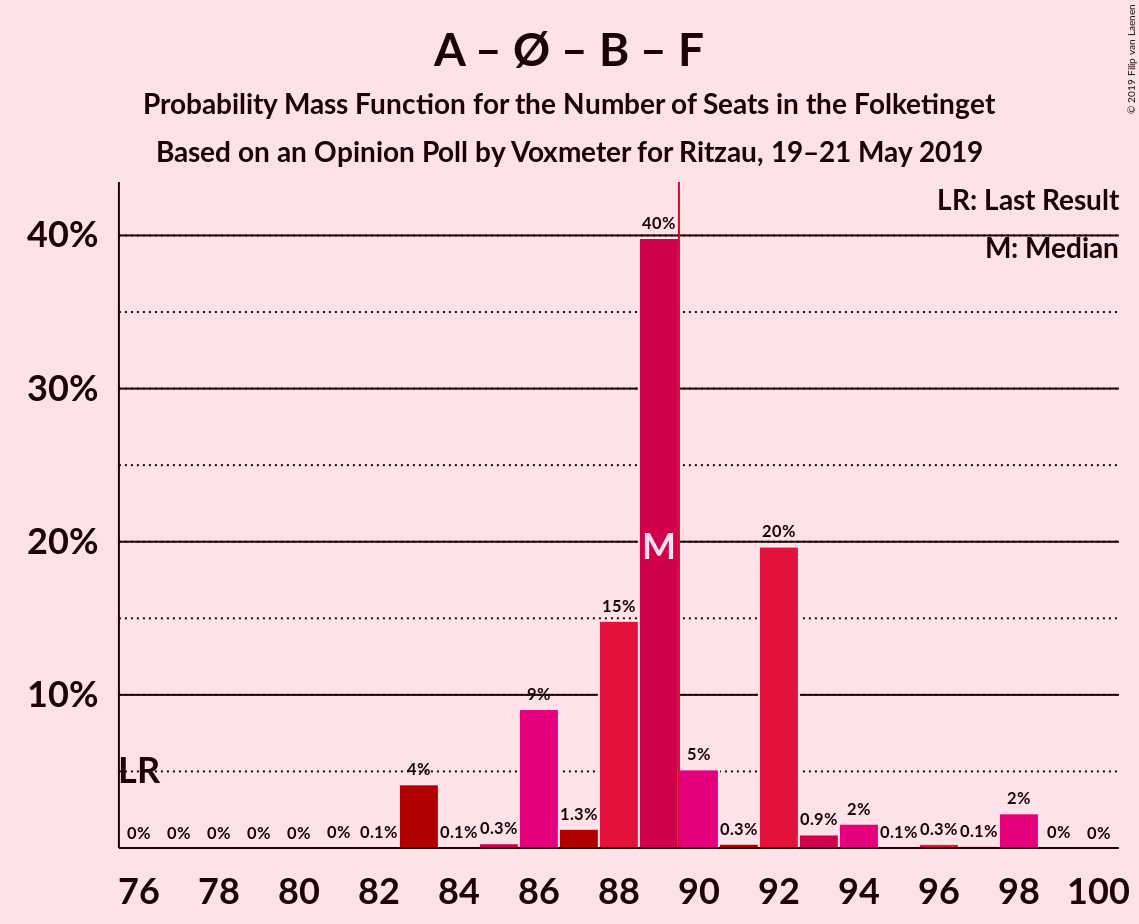 A – Ø – B – F
Probability Mass Function for the Number of Seats in the Folketinget
Based on an Opinion Poll by Voxmeter for Ritzau, 19–21 May 2019
© 2019 Filip van Laenen
LR: Last Result
M: Median
40%
30%
20%
10%
LR
M
0% 0% 0% 0% 0% 0% 0.1% 4% 0.1% 0.3% 9% 1.3% 15% 40% 5% 0.3% 20% 0.9% 2% 0.1% 0.3% 0.1% 2% 0% 0%
76 78 80 82 84 86 88 90 92 94 96 98 100